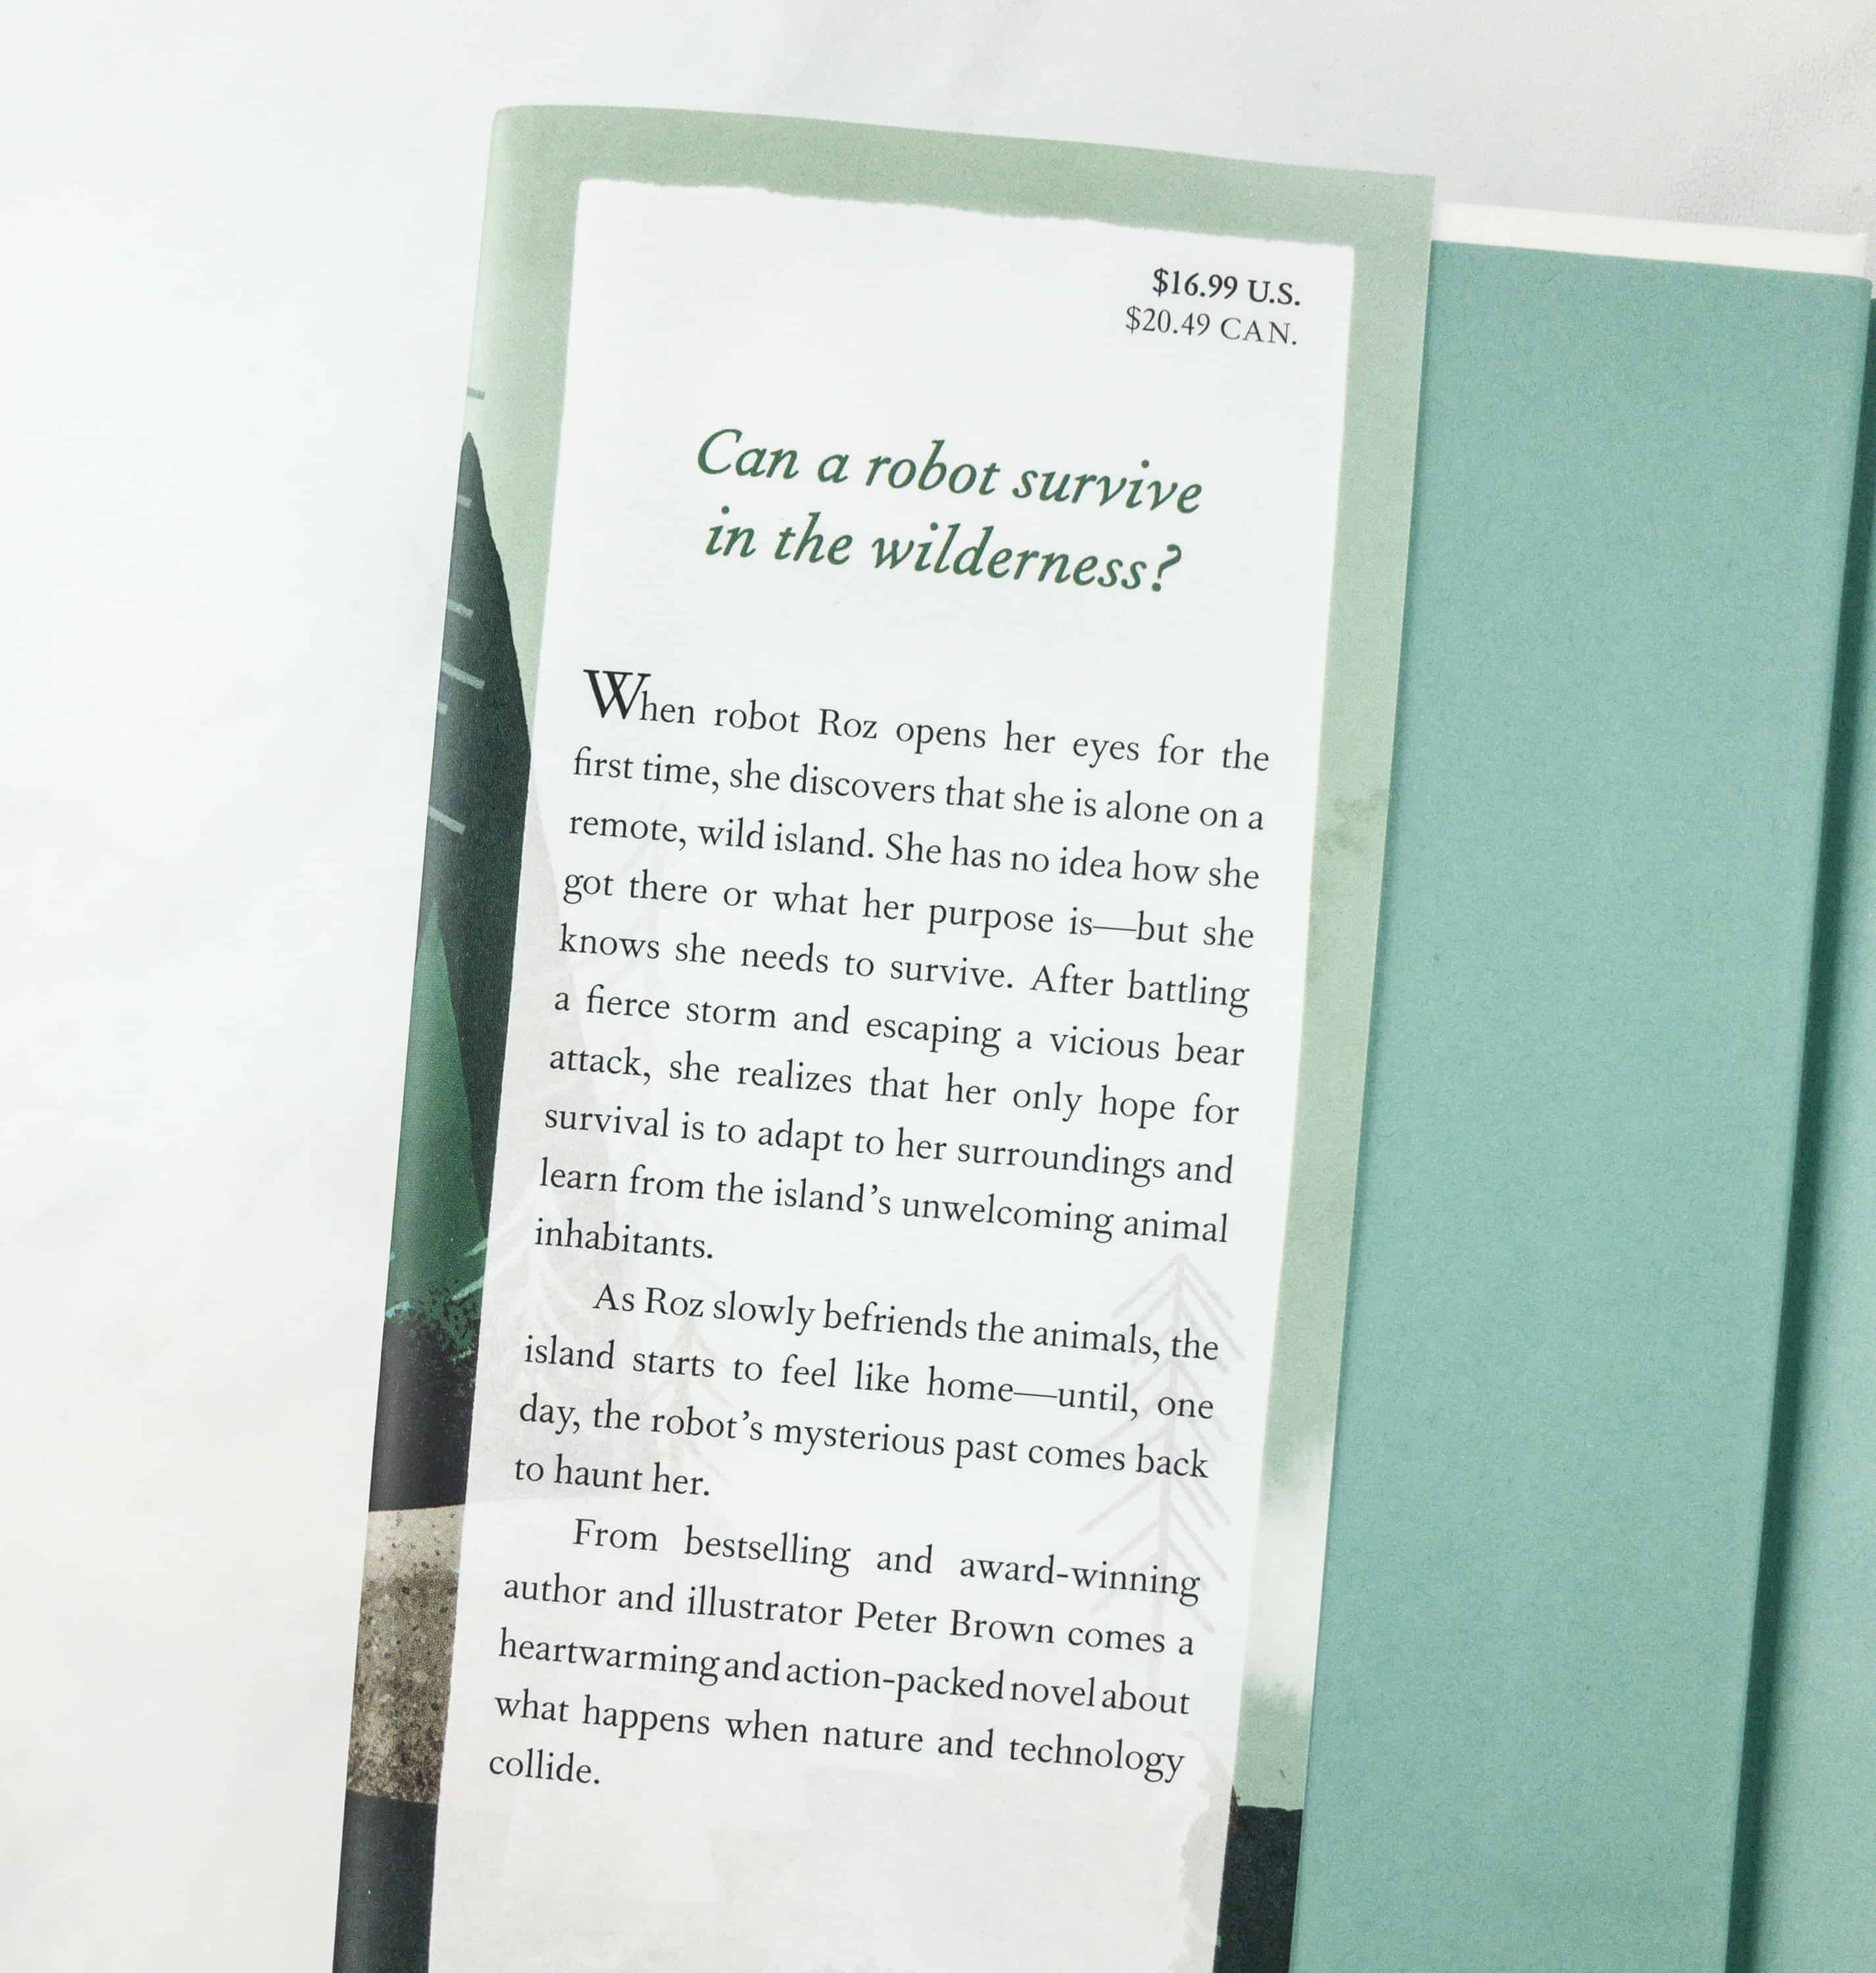 $16.99 U.S.
$20.49 CAN.
Can a robot survive
in the wilderness?
When robot Roz opens her eyes for the
first time, she discovers that she is alone on a
remote, wild island. She has no idea how she
got there or what her purpose is—but she
knows she needs to survive. After battling
a fierce storm and escaping a vicious bear
attack, she realizes that her only hope for
survival is to adapt to her surroundings and
learn from the island's unwelcoming animal
inhabitants.
As Roz slowly befriends the animals, the
island starts to feel like home—until, one
day, the robot's mysterious past comes back
to haunt her.
From bestselling and award-winning
author and illustrator Peter Brown comes a
heartwarming and action-packed novel about
what happens when nature and technology
collide.